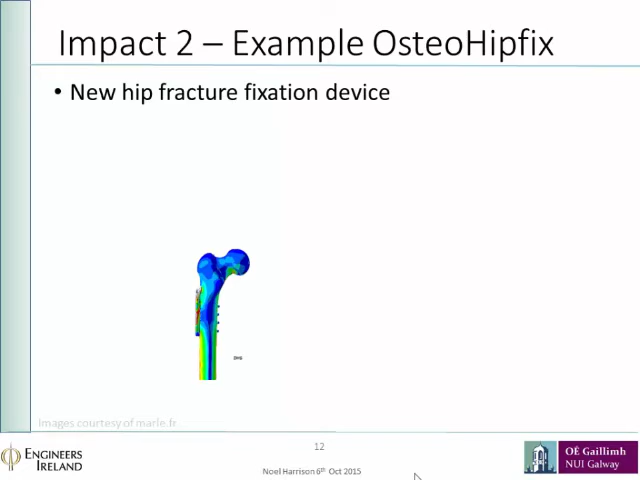 Impact 2 – Example OsteoHipfix
• New hip fracture fixation device
Images courtesy of marle.fr
12
Noel Harrison 6th Oct 2015
ENGINEERS
IRELAND
OÉ Gaillimh
NUI Galway